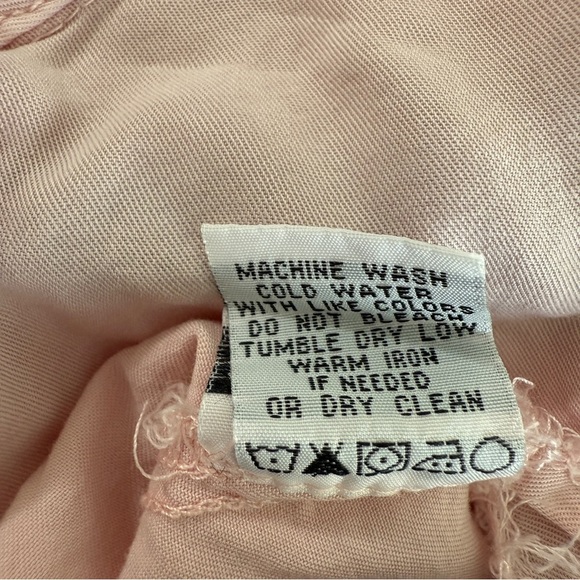 MACHINE WASH
COLD WATER
WITH LIKE COLORS
DO NOT BLEACH
TUMBLE DRY LOW
WARM IRON
IF NEEDED
OR DRY CLEAN